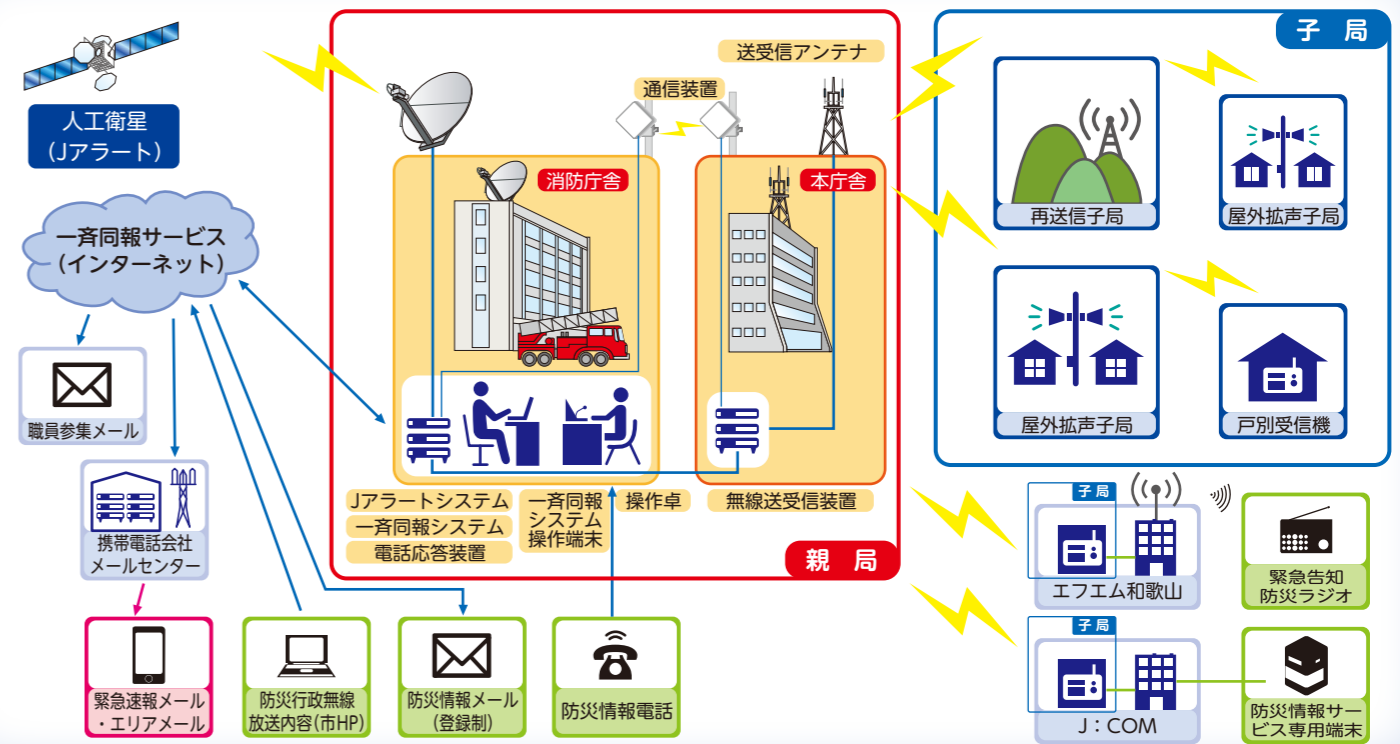 人工衛星
（Jアラート）
一斉同報サービス
（インターネット）
職員参集メール
携帯電話会社
メールセンター
緊急速報メール
・エリアメール
防災行政無線
放送内容(市HP)
防災情報メール
(登録制)
防災情報電話
送受信アンテナ
通信装置
消防庁舎
本庁舎
Jアラートシステム
一斉同報システム
電話応答装置
一斉同報
システム
操作端末
操作卓
無線送受信装置
親 局
子 局
再送信子局
屋外拡声子局
屋外拡声子局
戸別受信機
子 局
エフエム和歌山
緊急告知
防災ラジオ
子 局
J：COM
防災情報サー
ビス専用端末